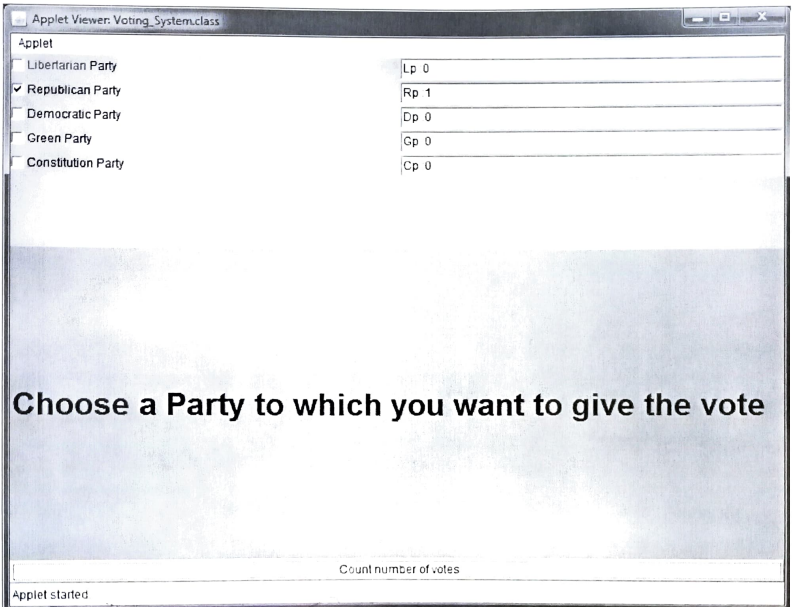 Applet Viewer: Voting_System.class
Applet
Libertarian Party
Lp 0
Republican Party
Rp 1
Democratic Party
Dp 0
Green Party
Gp 0
Constitution Party
Cp 0
Choose a Party to which you want to give the vote
Count number of votes
Applet started